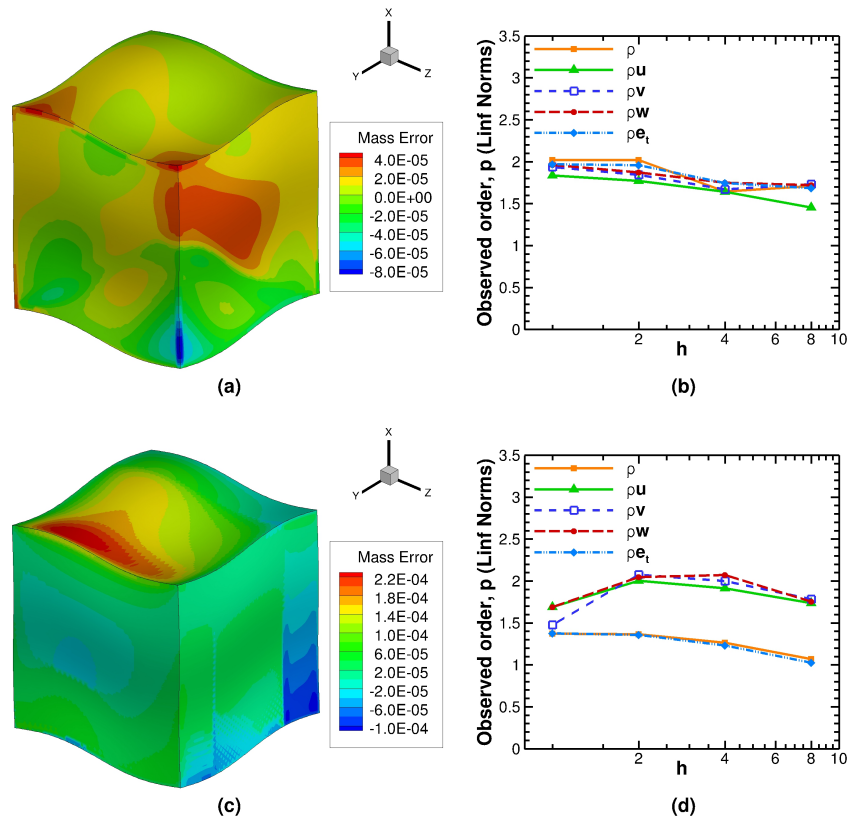 X
Y
Z
Mass Error
4.0E-05
2.0E-05
0.0E+00
-2.0E-05
-4.0E-05
-6.0E-05
-8.0E-05
(a)
Observed order, p (Linf Norms)
3.5
3
2.5
2
1.5
1
0.5
0
ρ
ρu
ρv
ρw
ρet
2
4
6
8
10
h
(b)
X
Y
Z
Mass Error
2.2E-04
1.8E-04
1.4E-04
1.0E-04
6.0E-05
2.0E-05
-2.0E-05
-6.0E-05
-1.0E-04
(c)
Observed order, p (Linf Norms)
3.5
3
2.5
2
1.5
1
0.5
0
ρ
ρu
ρv
ρw
ρet
2
4
6
8
10
h
(d)